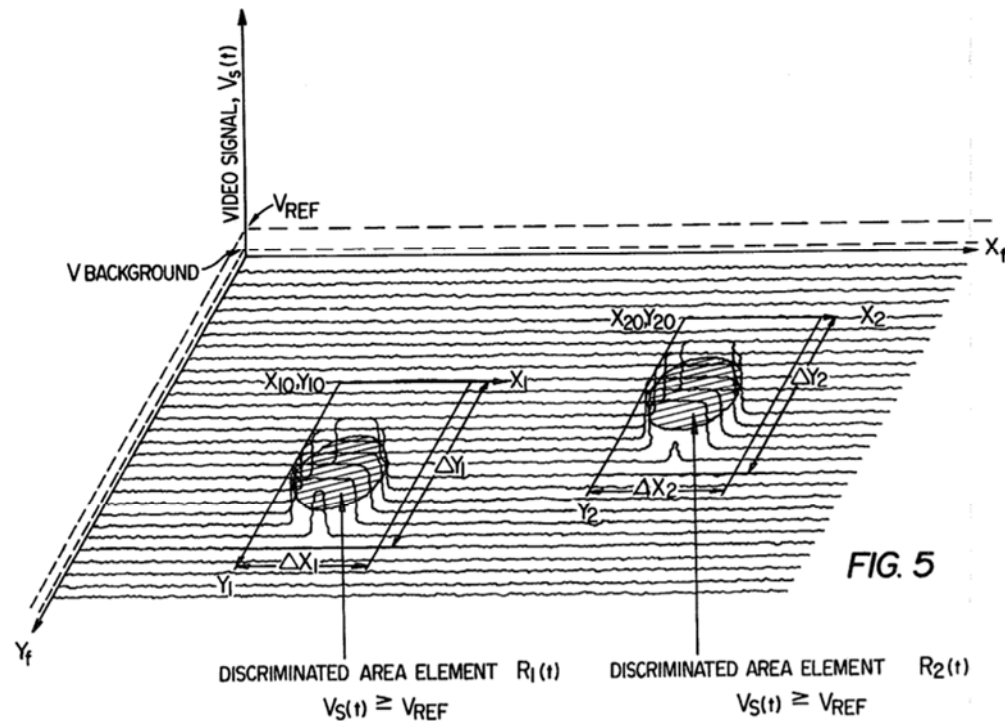 VIDEO SIGNAL, VS(t)
VREF
V BACKGROUND
Xf
X20,Y20
X2
X10,Y10
X1
ΔY2
ΔY1
ΔX2
Y2
ΔX1
Y1
FIG. 5
Yf
DISCRIMINATED AREA ELEMENT R1(t)
VS(t) ≥ VREF
DISCRIMINATED AREA ELEMENT R2(t)
VS(t) ≥ VREF